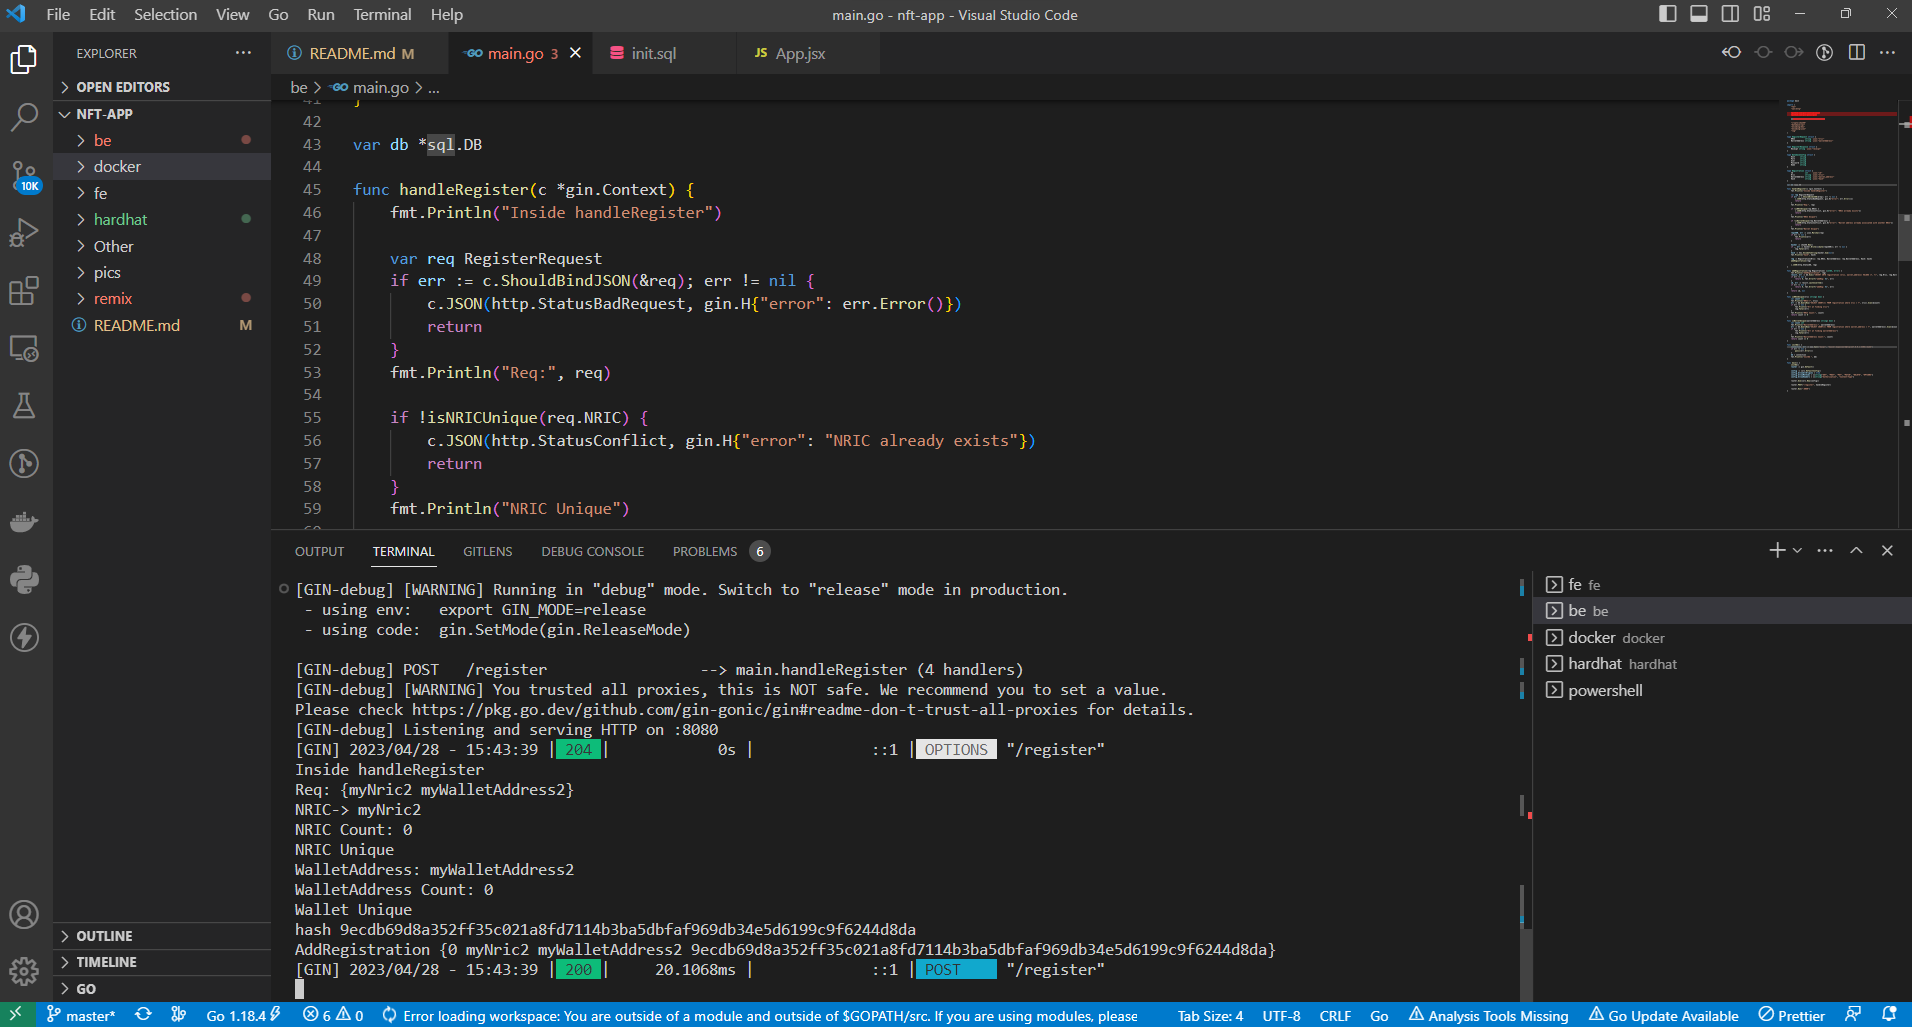 File Edit Selection View Go Run Terminal Help
main.go - nft-app - Visual Studio Code
EXPLORER
OPEN EDITORS
NFT-APP
be
docker
fe
hardhat
Other
pics
remix
README.md M
OUTLINE
TIMELINE
GO
10K
README.md M
main.go 3
init.sql
JS App.jsx
be > main.go > ...
41 }
42
43 var db *sql.DB
44
45 func handleRegister(c *gin.Context) {
46 fmt.Println("Inside handleRegister")
47
48 var req RegisterRequest
49 if err := c.ShouldBindJSON(&req); err != nil {
50 c.JSON(http.StatusBadRequest, gin.H{"error": err.Error()})
51 return
52 }
53 fmt.Println("Req:", req)
54
55 if !isNRICUnique(req.NRIC) {
56 c.JSON(http.StatusConflict, gin.H{"error": "NRIC already exists"})
57 return
58 }
59 fmt.Println("NRIC Unique")
60
OUTPUT TERMINAL GITLENS DEBUG CONSOLE PROBLEMS 6
[GIN-debug] [WARNING] Running in "debug" mode. Switch to "release" mode in production.
- using env: export GIN_MODE=release
- using code: gin.SetMode(gin.ReleaseMode)
[GIN-debug] POST /register --> main.handleRegister (4 handlers)
[GIN-debug] [WARNING] You trusted all proxies, this is NOT safe. We recommend you to set a value.
Please check https://pkg.go.dev/github.com/gin-gonic/gin#readme-don-t-trust-all-proxies for details.
[GIN-debug] Listening and serving HTTP on :8080
[GIN] 2023/04/28 - 15:43:39 | 204 | 0s | ::1 | OPTIONS "/register"
Inside handleRegister
Req: {myNric2 myWalletAddress2}
NRIC-> myNric2
NRIC Count: 0
NRIC Unique
WalletAddress: myWalletAddress2
WalletAddress Count: 0
Wallet Unique
hash 9ecdb69d8a352ff35c021a8fd7114b3ba5dbfaf969db34e5d6199c9f6244d8da
AddRegistration {0 myNric2 myWalletAddress2 9ecdb69d8a352ff35c021a8fd7114b3ba5dbfaf969db34e5d6199c9f6244d8da}
[GIN] 2023/04/28 - 15:43:39 | 200 | 20.1068ms | ::1 | POST "/register"
fe fe
be be
docker docker
hardhat hardhat
powershell
master* Go 1.18.4 6 0 Error loading workspace: You are outside of a module and outside of $GOPATH/src. If you are using modules, please Tab Size: 4 UTF-8 CRLF Go Analysis Tools Missing Go Update Available Prettier